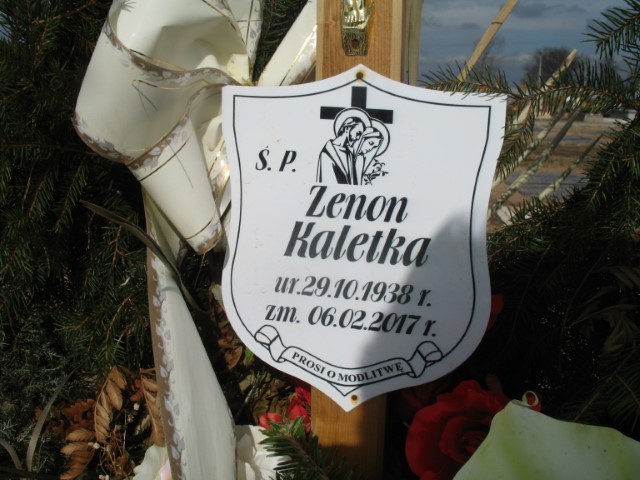 Ś. P.
Zenon
Kaletka
ur.29.10.1938 r.
zm. 06.02.2017 r.
PROSI O MODLITWĘ